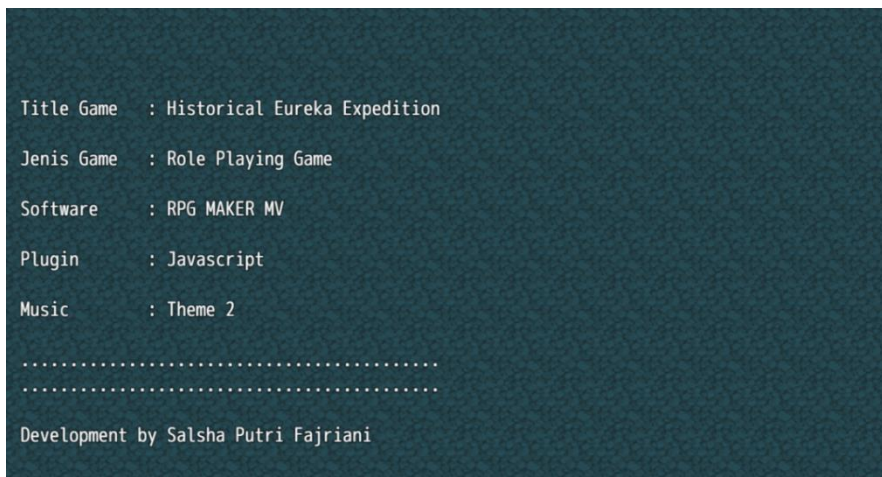 Title Game : Historical Eureka Expedition
Jenis Game : Role Playing Game
Software : RPG MAKER MV
Plugin : Javascript
Music : Theme 2
...........................................
...........................................
Development by Salsha Putri Fajriani